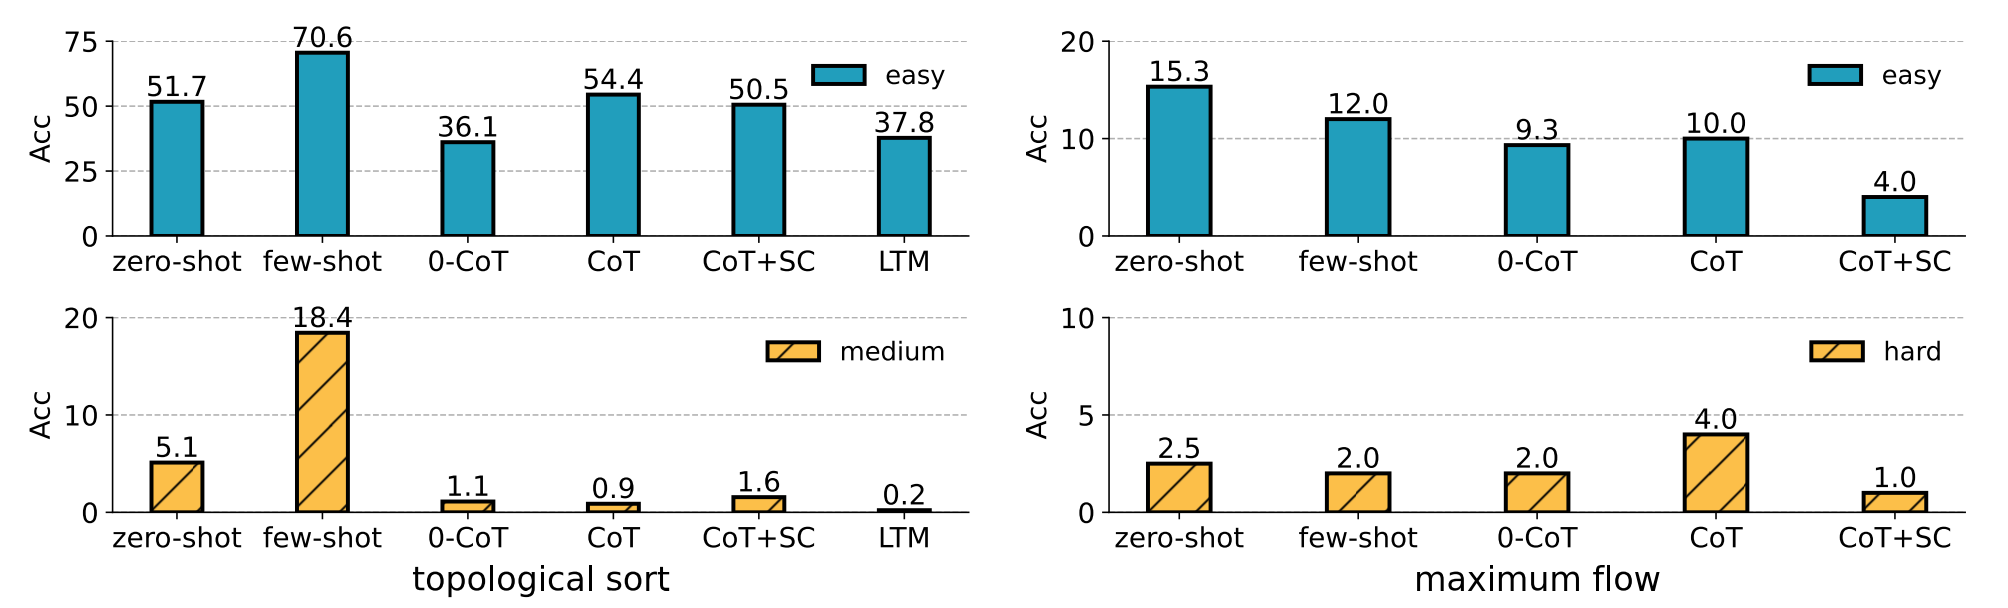 75
50
25
0
Acc
51.7
70.6
36.1
54.4
50.5
37.8
easy
zero-shot few-shot 0-CoT CoT CoT+SC LTM
20
10
0
Acc
15.3
12.0
9.3
10.0
4.0
easy
zero-shot few-shot 0-CoT CoT CoT+SC
20
10
0
Acc
5.1
18.4
1.1
0.9
1.6
0.2
medium
zero-shot few-shot 0-CoT CoT CoT+SC LTM
topological sort
10
5
0
Acc
2.5
2.0
2.0
4.0
1.0
hard
zero-shot few-shot 0-CoT CoT CoT+SC
maximum flow